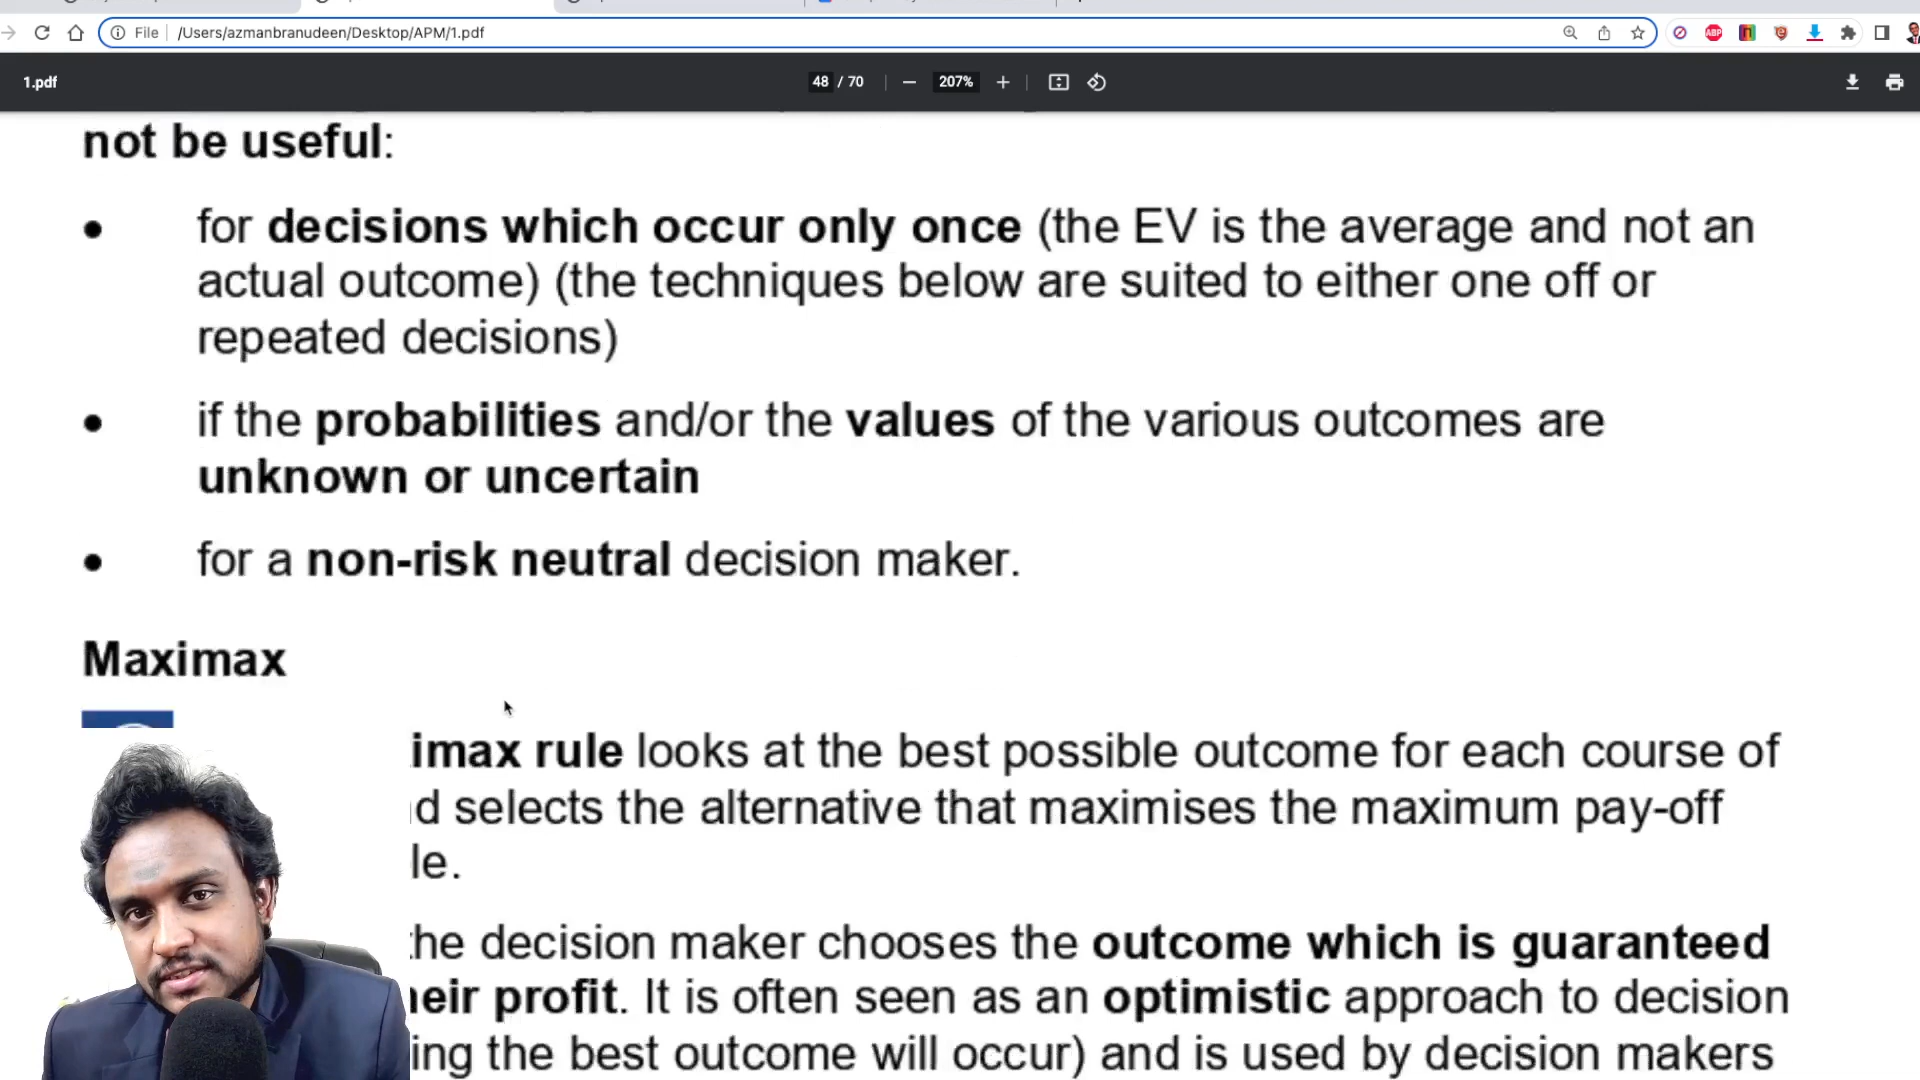 File
/Users/azmanbranudeen/Desktop/APM/1.pdf
ABP
1.pdf
48 / 70
207%
not be useful:
• for decisions which occur only once (the EV is the average and not an
actual outcome) (the techniques below are suited to either one off or
repeated decisions)
• if the probabilities and/or the values of the various outcomes are
unknown or uncertain
• for a non-risk neutral decision maker.
Maximax
imax rule looks at the best possible outcome for each course of
d selects the alternative that maximises the maximum pay-off
le.
he decision maker chooses the outcome which is guaranteed
eir profit. It is often seen as an optimistic approach to decision
ing the best outcome will occur) and is used by decision makers